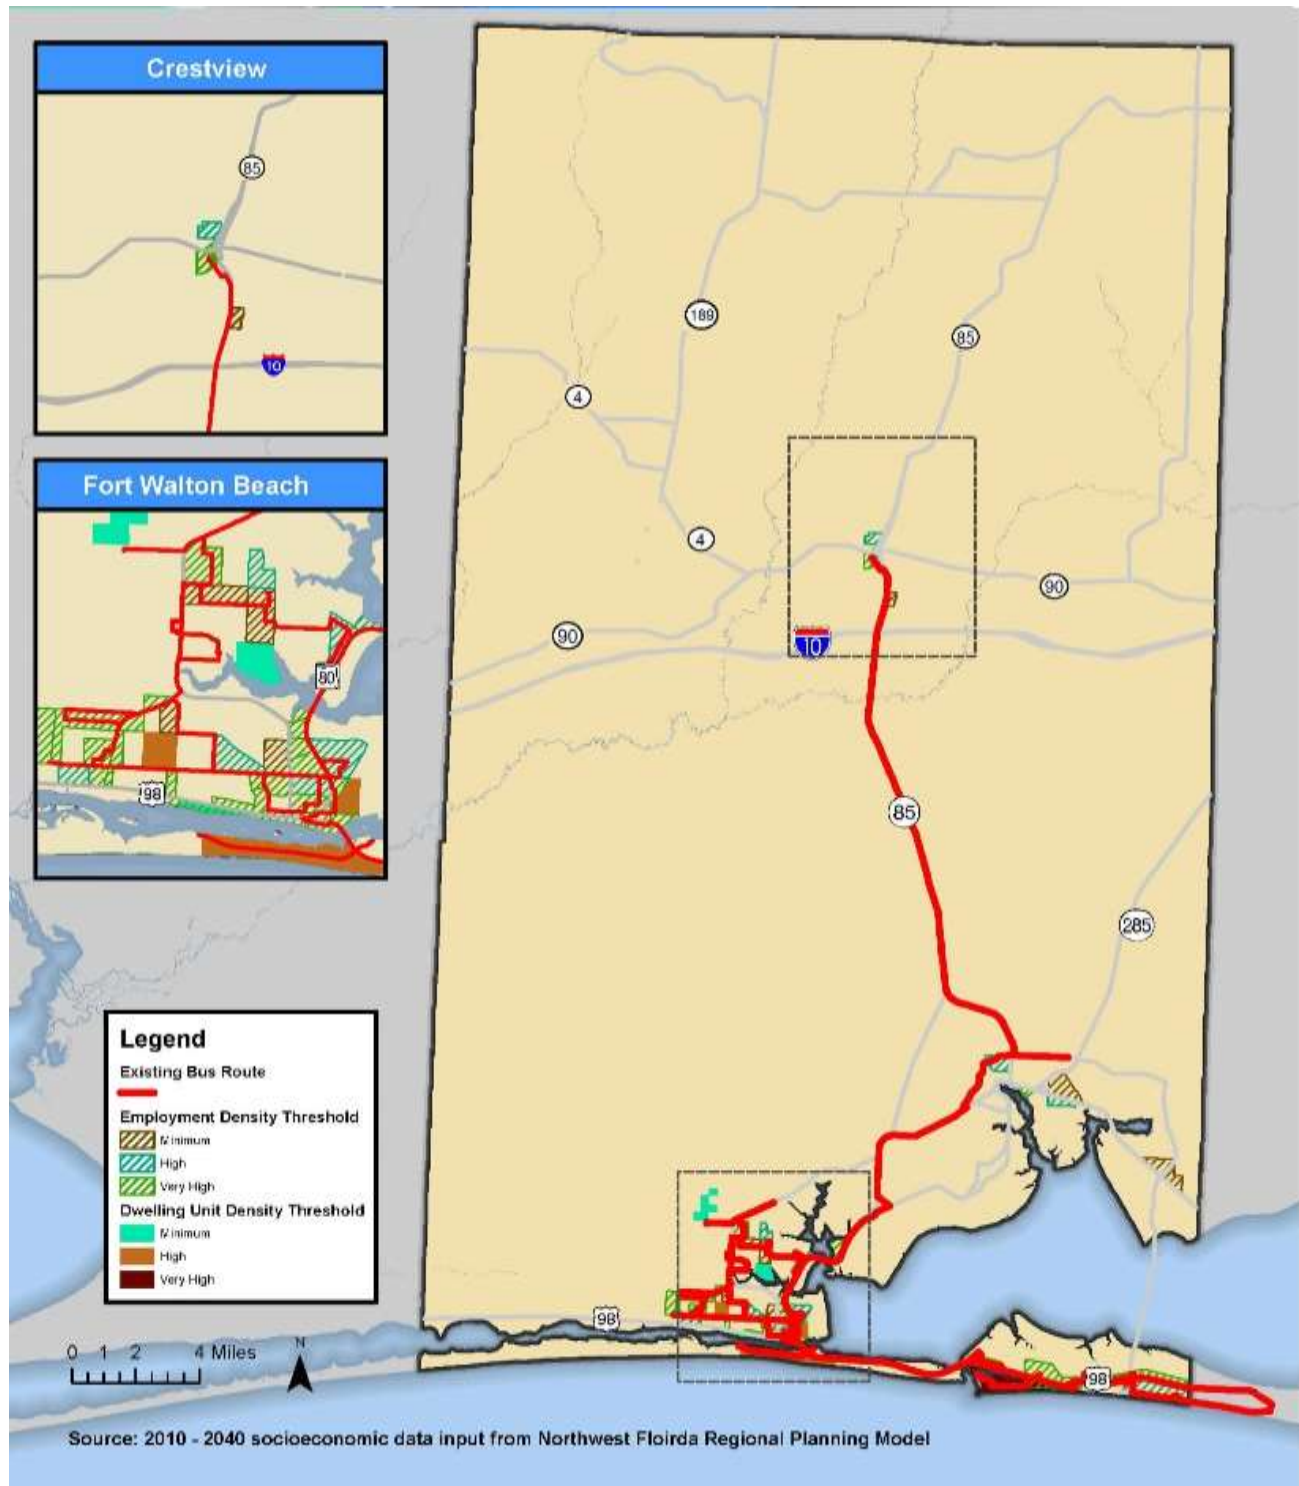 Crestview
85
10
Fort Walton Beach
80
98
189
85
4
4
90
90
10
85
285
98
98
Legend
Existing Bus Route
Employment Density Threshold
Minimum
High
Very High
Dwelling Unit Density Threshold
Minimum
High
Very High
0 1 2 4 Miles
N
Source: 2010 - 2040 socioeconomic data input from Northwest Floirda Regional Planning Model